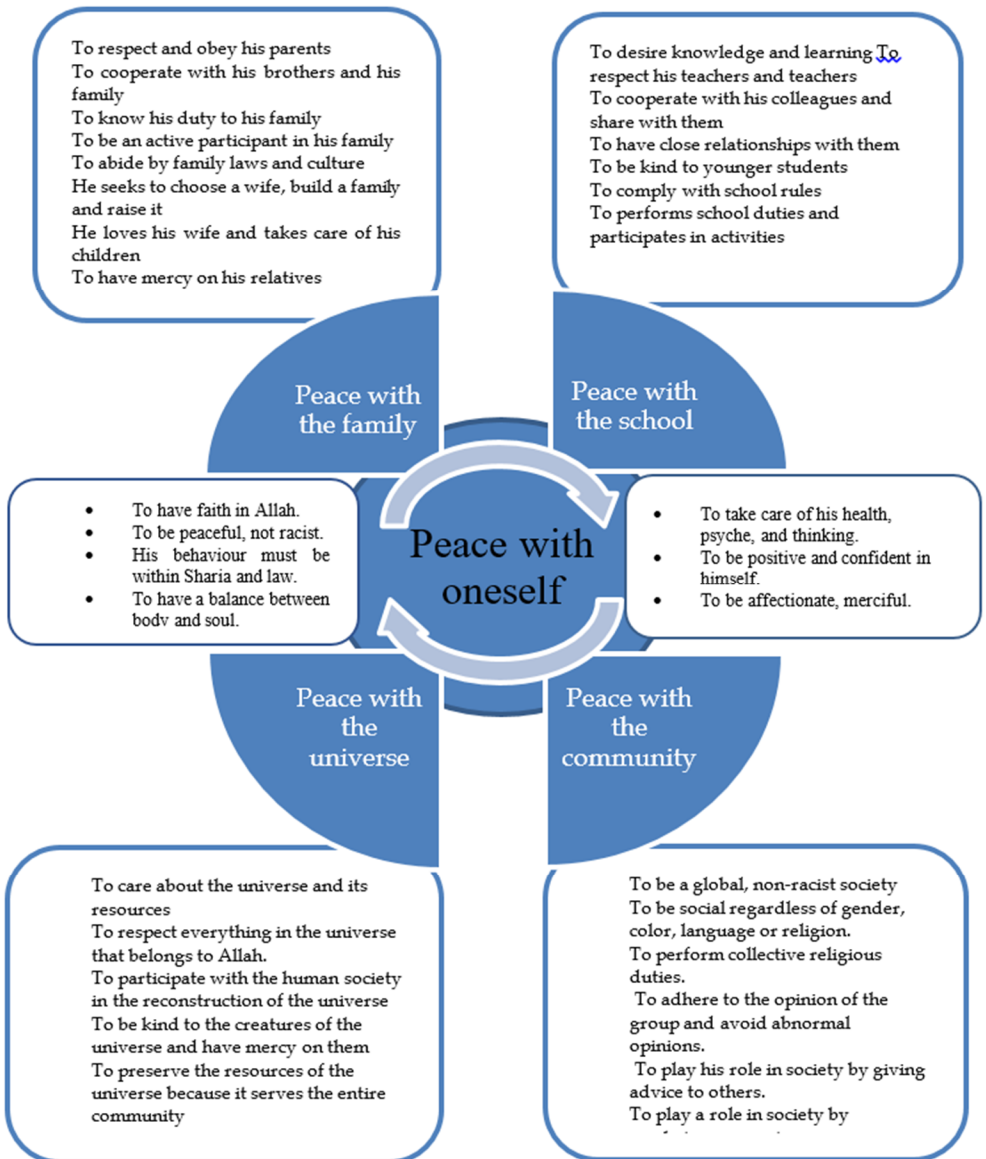 To respect and obey his parents
To cooperate with his brothers and his
family
To know his duty to his family
To be an active participant in his family
To abide by family laws and culture
He seeks to choose a wife, build a family
and raise it
He loves his wife and takes care of his
children
To have mercy on his relatives
To desire knowledge and learning To
respect his teachers and teachers
To cooperate with his colleagues and
share with them
To have close relationships with them
To be kind to younger students
To comply with school rules
To performs school duties and
participates in activities
Peace with
the family
Peace with
the school
• To have faith in Allah.
• To be peaceful, not racist.
• His behaviour must be
within Sharia and law.
• To have a balance between
body and soul.
Peace with
oneself
• To take care of his health,
psyche, and thinking.
• To be positive and confident in
himself.
• To be affectionate, merciful.
Peace with
the
universe
Peace with
the
community
To care about the universe and its
resources
To respect everything in the universe
that belongs to Allah.
To participate with the human society
in the reconstruction of the universe
To be kind to the creatures of the
universe and have mercy on them
To preserve the resources of the
universe because it serves the entire
community
To be a global, non-racist society
To be social regardless of gender,
color, language or religion.
To perform collective religious
duties.
To adhere to the opinion of the
group and avoid abnormal
opinions.
To play his role in society by giving
advice to others.
To play a role in society by